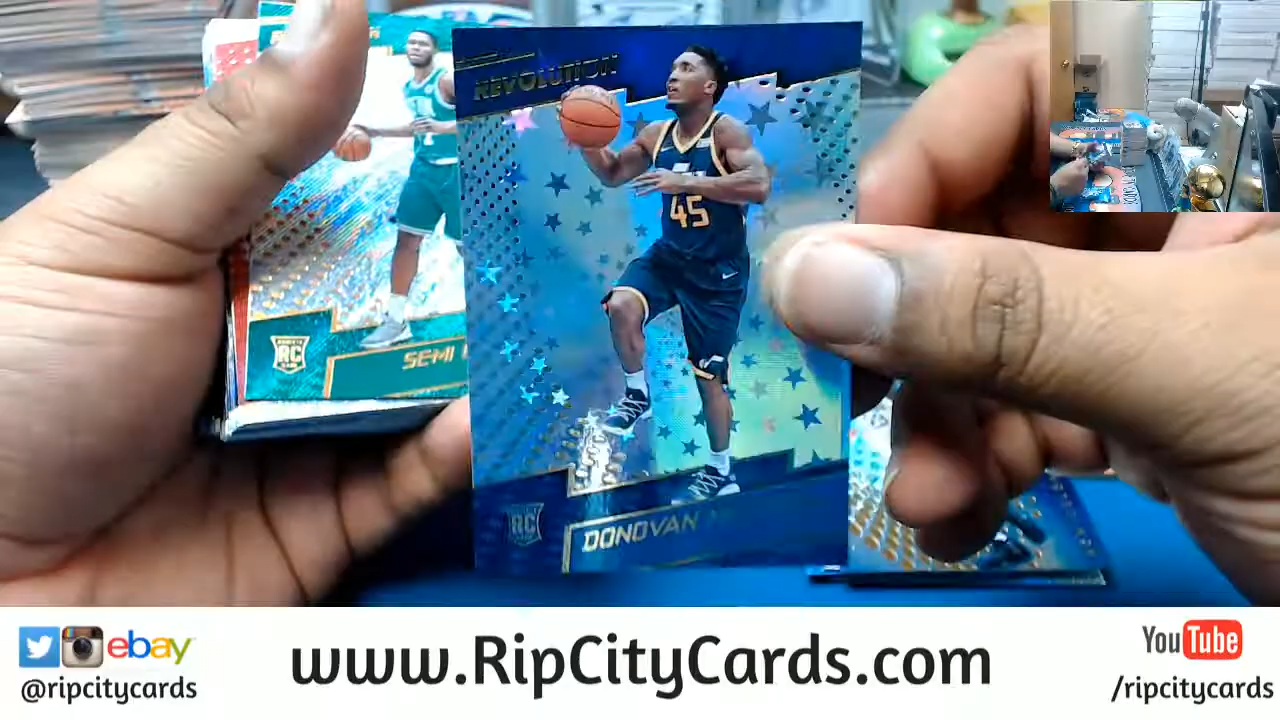 REVOLUTION
45
RC
DONOVAN
RC
SEMI
ebay
@ripcitycards
www.RipCityCards.com
YouTube
/ripcitycards